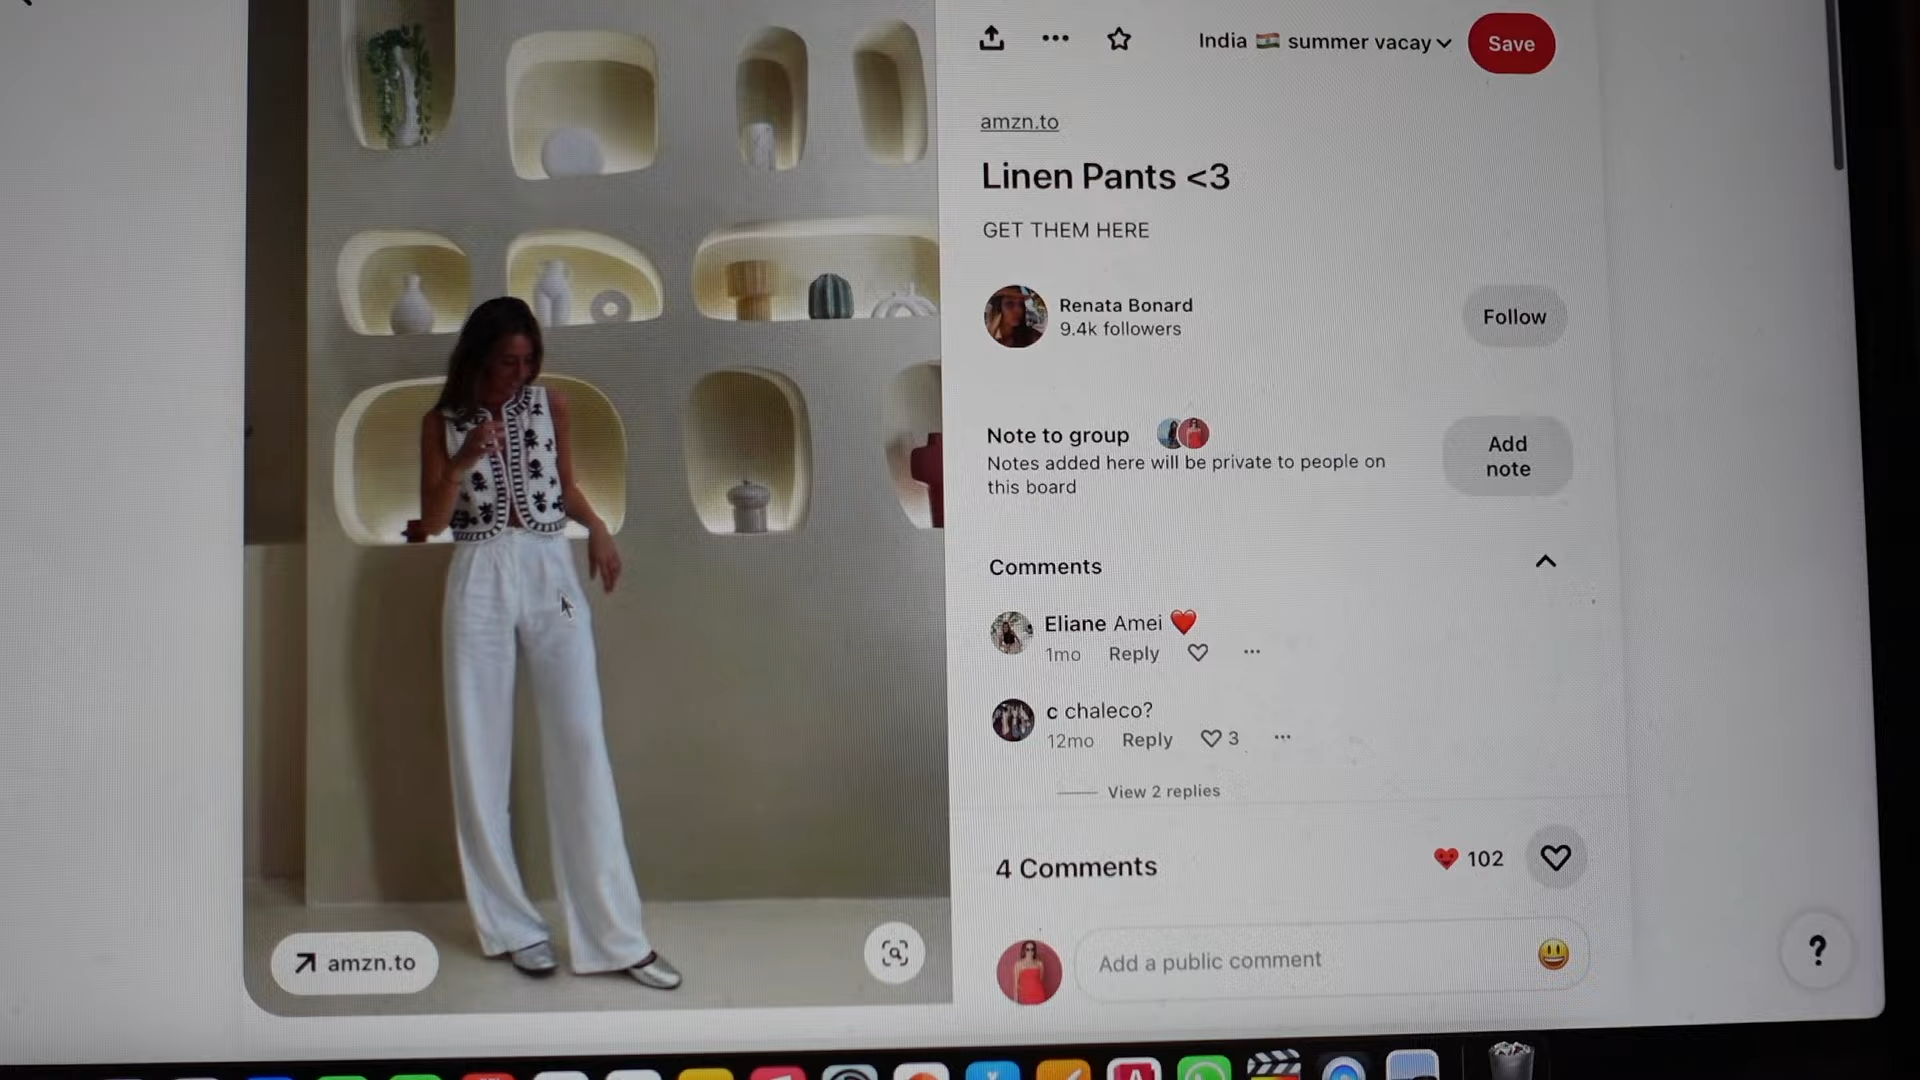 India 🇮🇳 summer vacay
Save
amzn.to
Linen Pants <3
GET THEM HERE
Renata Bonard
9.4k followers
Follow
Note to group
Notes added here will be private to people on
this board
Add
note
Comments
Eliane Amei ❤️
1mo Reply
c chaleco?
12mo Reply 3
View 2 replies
4 Comments
102
Add a public comment
amzn.to
?